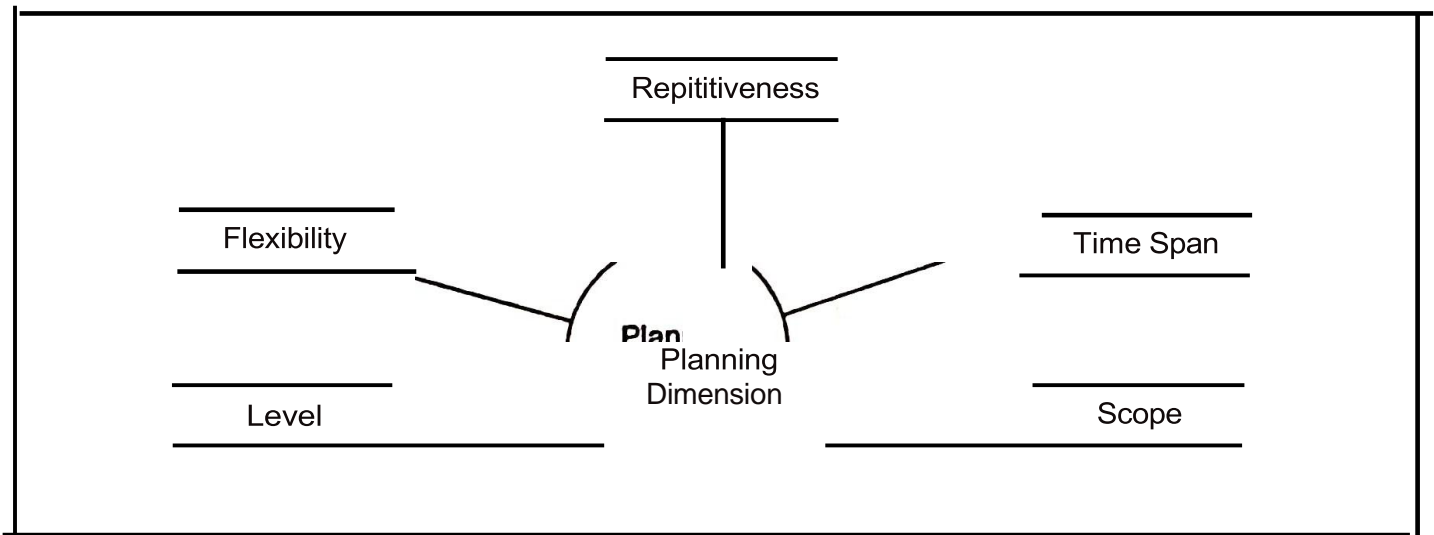 Repititiveness
Flexibility
Time Span
Plan
Planning
Dimension
Level
Scope